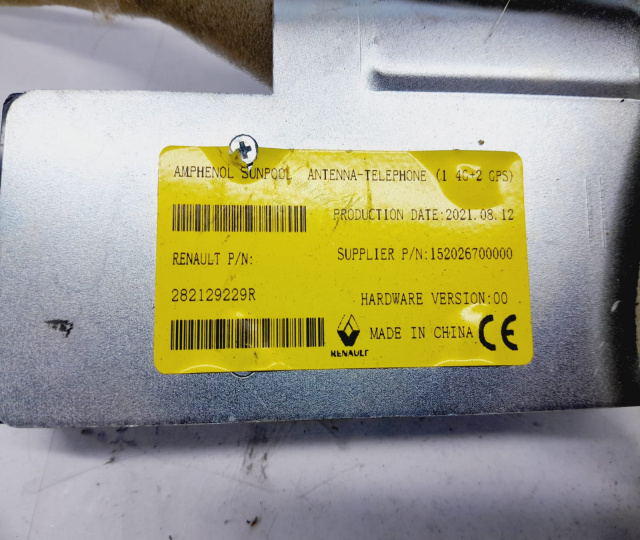 AMPHENOL SUNPOOL ANTENNA-TELEPHONE (1 4G+2 GPS)
PRODUCTION DATE:2021.08.12
RENAULT P/N:
SUPPLIER P/N:152026700000
282129229R
HARDWARE VERSION:00
RENAULT
MADE IN CHINA CE